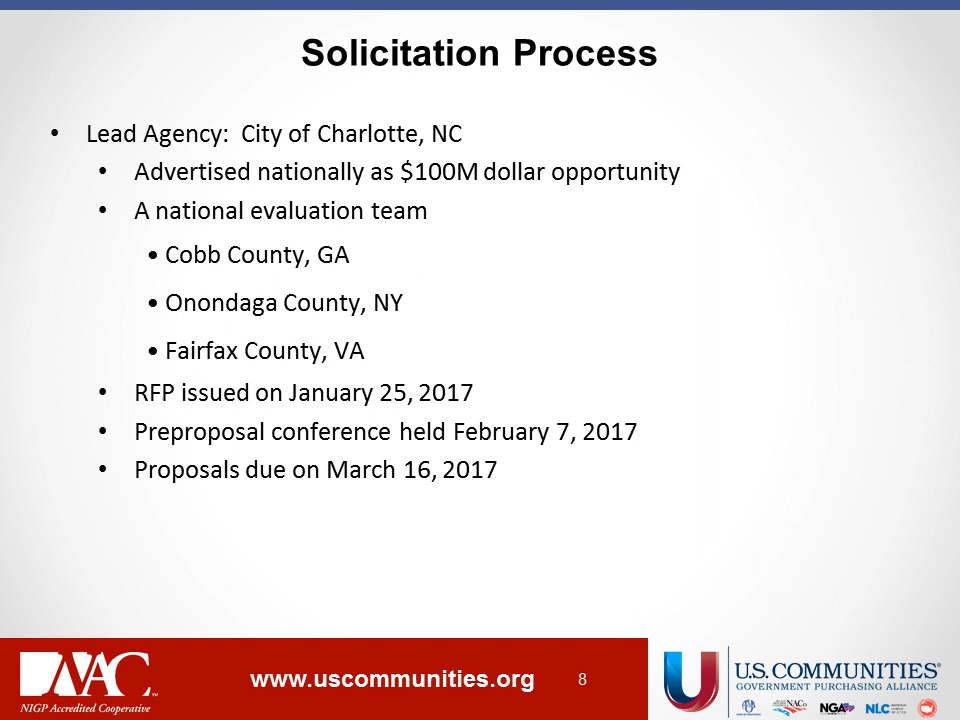 Solicitation Process
• Lead Agency:  City of Charlotte, NC
• Advertised nationally as $100M dollar opportunity
• A national evaluation team
• Cobb County, GA
• Onondaga County, NY
• Fairfax County, VA
• RFP issued on January 25, 2017
• Preproposal conference held February 7, 2017
• Proposals due on March 16, 2017
NAC™
NIGP Accredited Cooperative
www.uscommunities.org
8
U.S. COMMUNITIES®
GOVERNMENT PURCHASING ALLIANCE
NACo
NGA
NLC